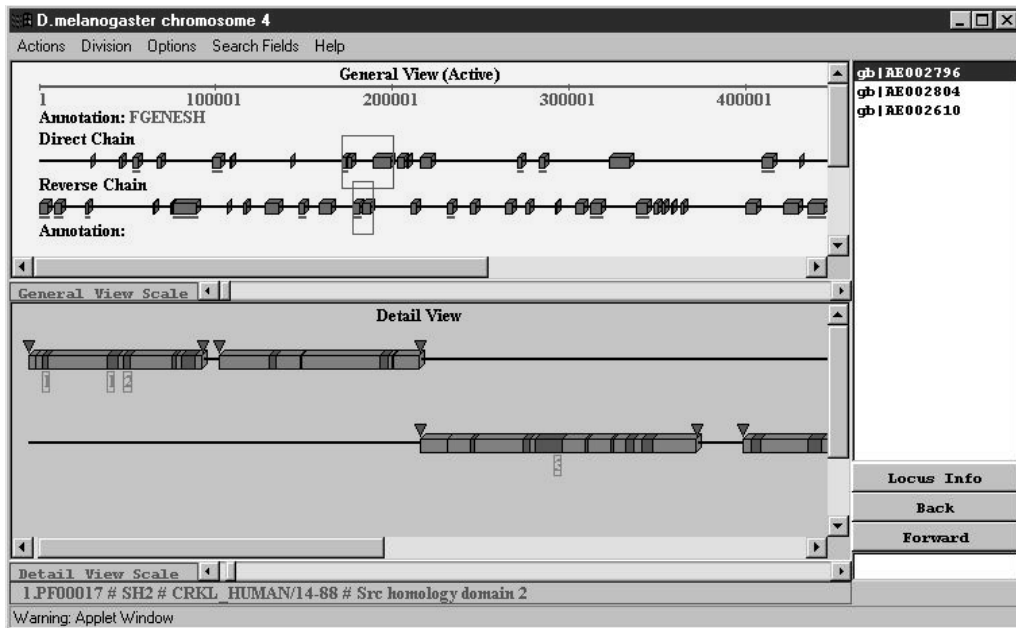 D.melanogaster chromosome 4
Actions Division Options Search Fields Help
General View (Active)
1 100001 200001 300001 400001
Annotation: FGENESH
Direct Chain
Reverse Chain
Annotation:
General View Scale
Detail View
1 1 2
3
Detail View Scale
1.PF00017 # SH2 # CRKL_HUMAN/14-88 # Src homology domain 2
Warning: Applet Window
gb|AE002796
gb|AE002804
gb|AE002610
Locus Info
Back
Forward